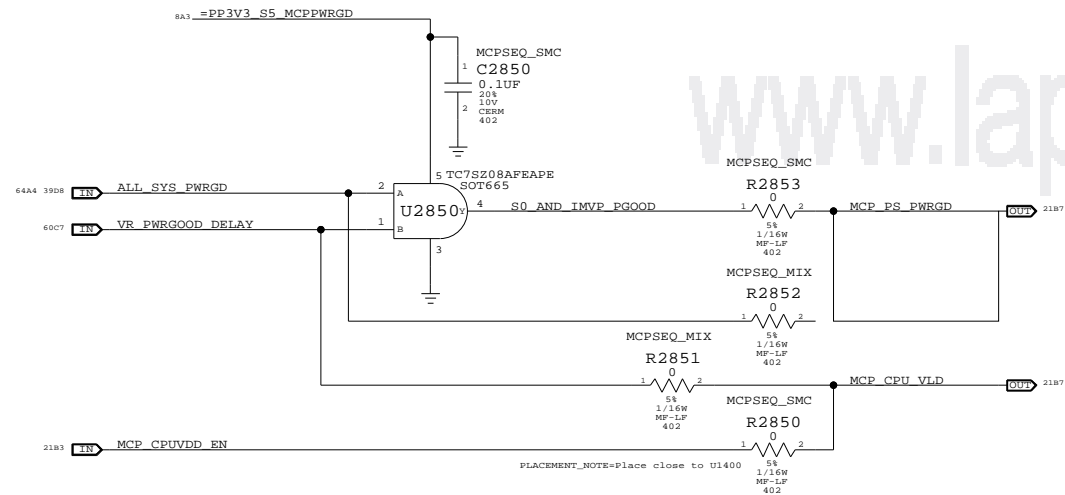 8A3 =PP3V3_S5_MCPPWRGD
MCPSEQ_SMC
1
C2850
0.1UF
20%
10V
2 CERM
402
www.lap
5 TC7SZ08AFEAPE
SOT665
64A4 39D8 IN ALL_SYS_PWRGD 2 A
U2850 Y 4 S0_AND_IMVP_PGOOD
60C7 IN VR_PWRGOOD_DELAY 1 B
3
MCPSEQ_SMC
R2853
1 0 2
5%
1/16W
MF-LF
402
MCP_PS_PWRGD OUT 21B7
MCPSEQ_MIX
R2852
1 0 2
5%
1/16W
MF-LF
402
MCPSEQ_MIX
R2851
1 0 2
5%
1/16W
MF-LF
402
MCP_CPU_VLD OUT 21B7
MCPSEQ_SMC
R2850
1 0 2
5%
1/16W
MF-LF
402
21B3 IN MCP_CPUVDD_EN
PLACEMENT_NOTE=Place close to U1400